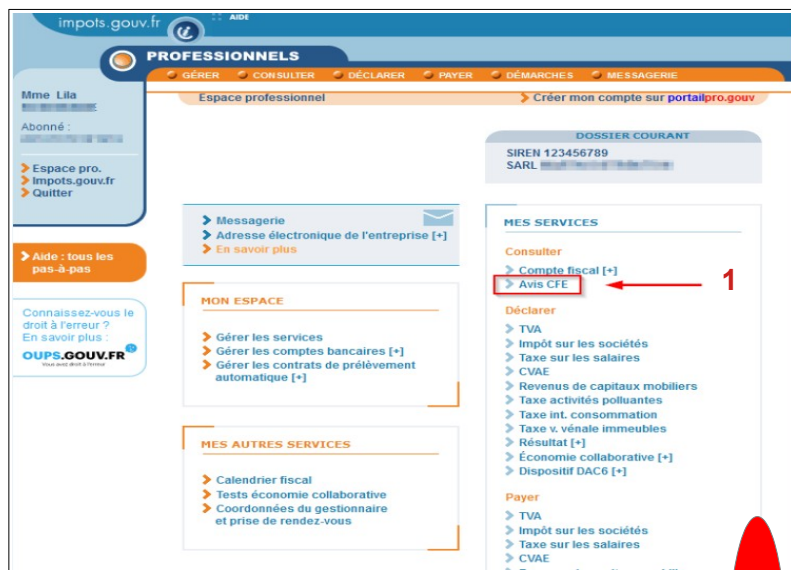 impots.gouv.fr
AIDE
PROFESSIONNELS
GÉRER CONSULTER DÉCLARER PAYER DÉMARCHES MESSAGERIE
Mme Lila
Abonné :
Espace pro.
Impots.gouv.fr
Quitter
Aide : tous les
pas-à-pas
Connaissez-vous le
droit à l'erreur ?
En savoir plus :
OUPS.GOUV.FR
Vous avez droit à l'erreur
Espace professionnel
Créer mon compte sur portailpro.gouv
DOSSIER COURANT
SIREN 123456789
SARL
Messagerie
Adresse électronique de l'entreprise [+]
En savoir plus
MON ESPACE
Gérer les services
Gérer les comptes bancaires [+]
Gérer les contrats de prélèvement
automatique [+]
MES AUTRES SERVICES
Calendrier fiscal
Tests économie collaborative
Coordonnées du gestionnaire
et prise de rendez-vous
MES SERVICES
Consulter
Compte fiscal [+]
Avis CFE
1
Déclarer
TVA
Impôt sur les sociétés
Taxe sur les salaires
CVAE
Revenus de capitaux mobiliers
Taxe activités polluantes
Taxe int. consommation
Taxe v. vénale immeubles
Résultat [+]
Économie collaborative [+]
Dispositif DAC6 [+]
Payer
TVA
Impôt sur les sociétés
Taxe sur les salaires
CVAE